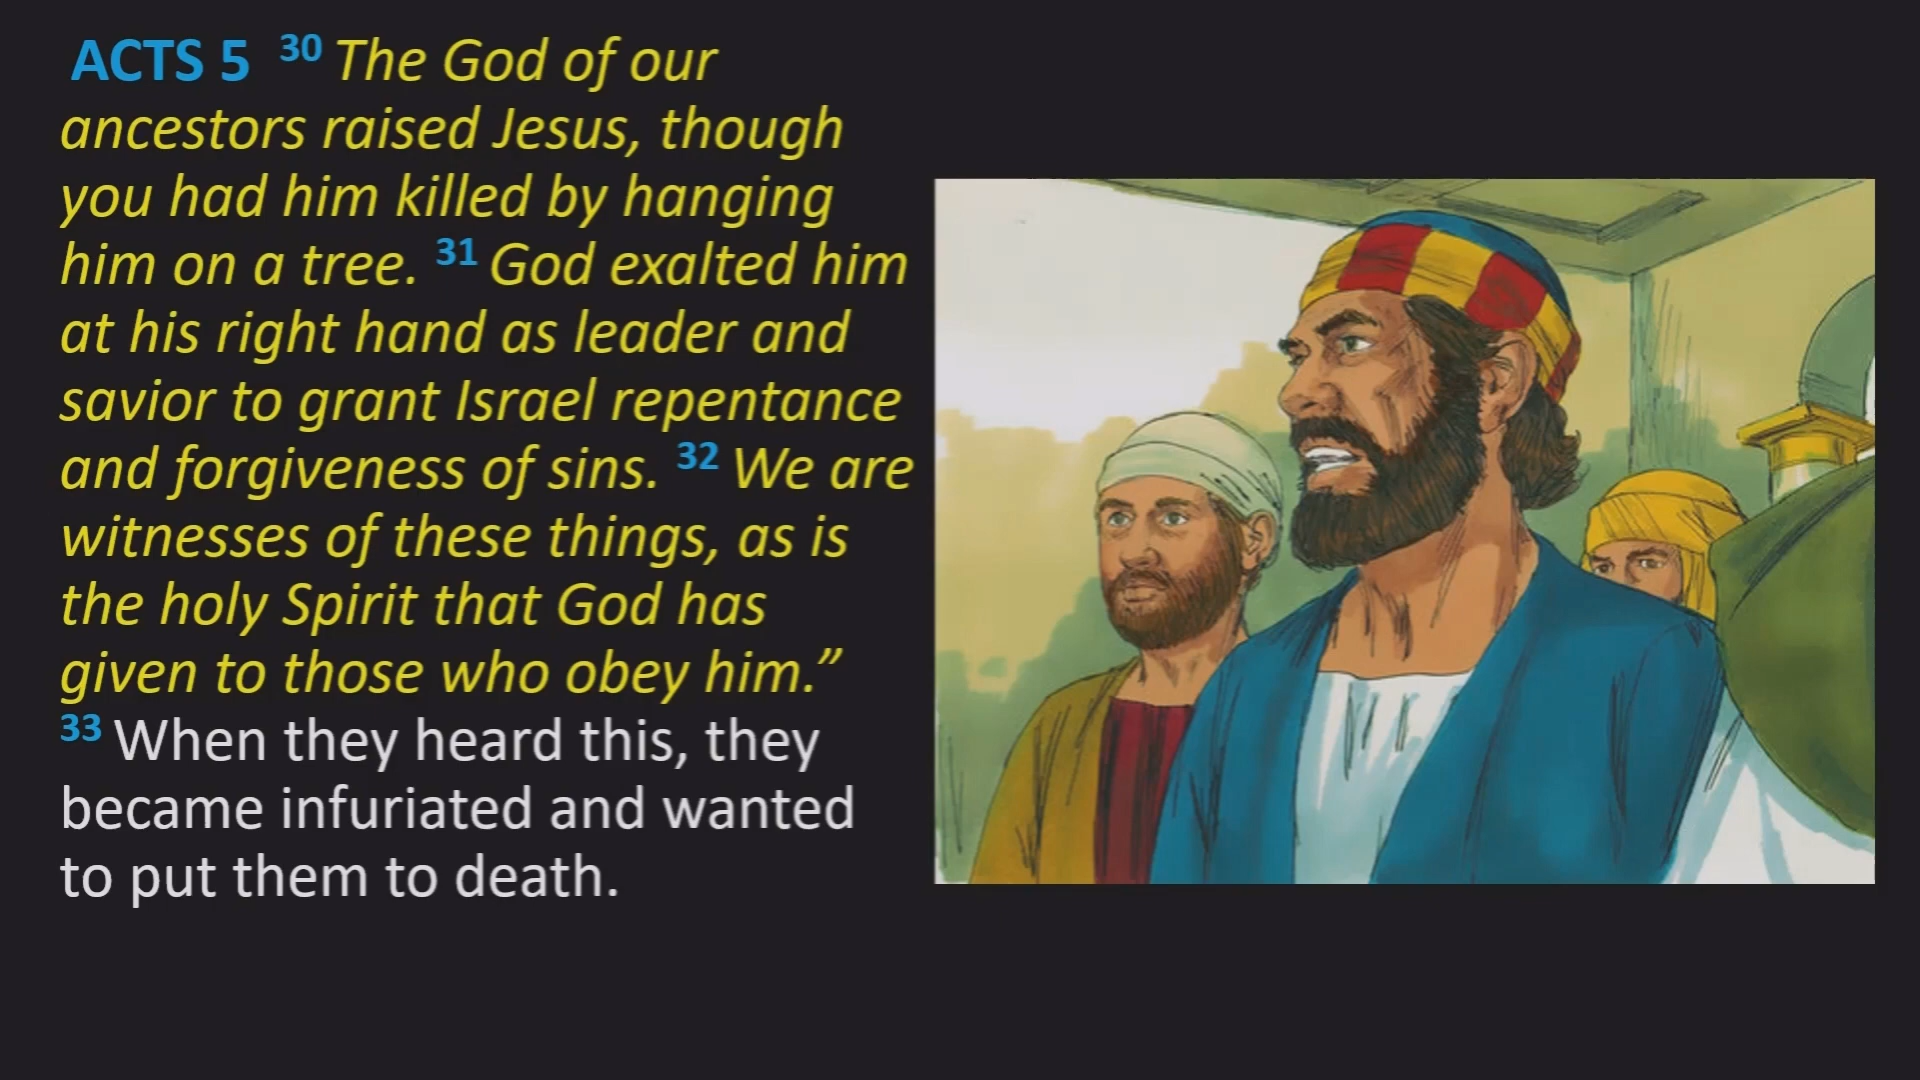 ACTS 5 30 The God of our
ancestors raised Jesus, though
you had him killed by hanging
him on a tree. 31 God exalted him
at his right hand as leader and
savior to grant Israel repentance
and forgiveness of sins. 32 We are
witnesses of these things, as is
the holy Spirit that God has
given to those who obey him.”
33 When they heard this, they
became infuriated and wanted
to put them to death.